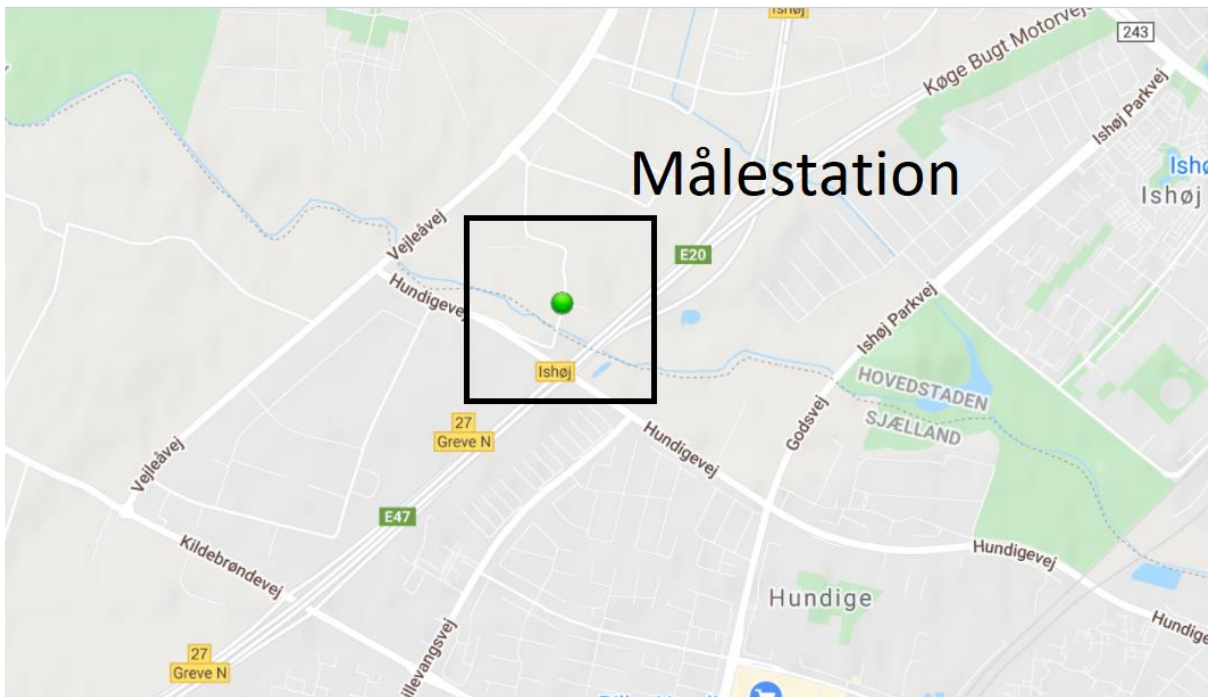 Ishøj
243
Køge Bugt Motorvej
Ishøj Parkvej
Målestation
Ishøj
Vejleåvej
E20
Hundigevej
Ishøj Parkvej
Ishøj
HOVEDSTADEN
SJÆLLAND
27
Greve N
Hundigevej
Godsvej
Vejleåvej
E47
Kildebrøndevej
Hundigevej
Hundige
Hundige
27
Greve N